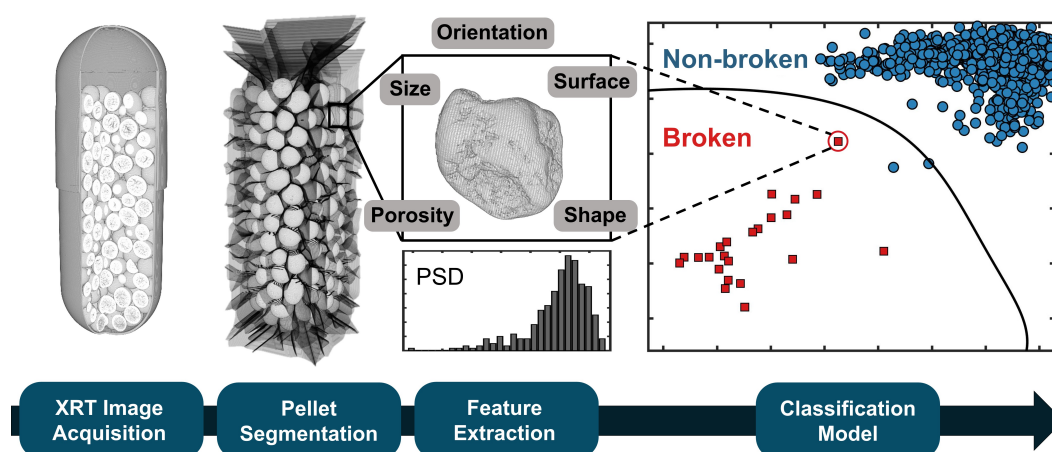 Orientation
Size
Surface
Porosity
Shape
PSD
Non-broken
Broken
XRT Image
Acquisition
Pellet
Segmentation
Feature
Extraction
Classification
Model